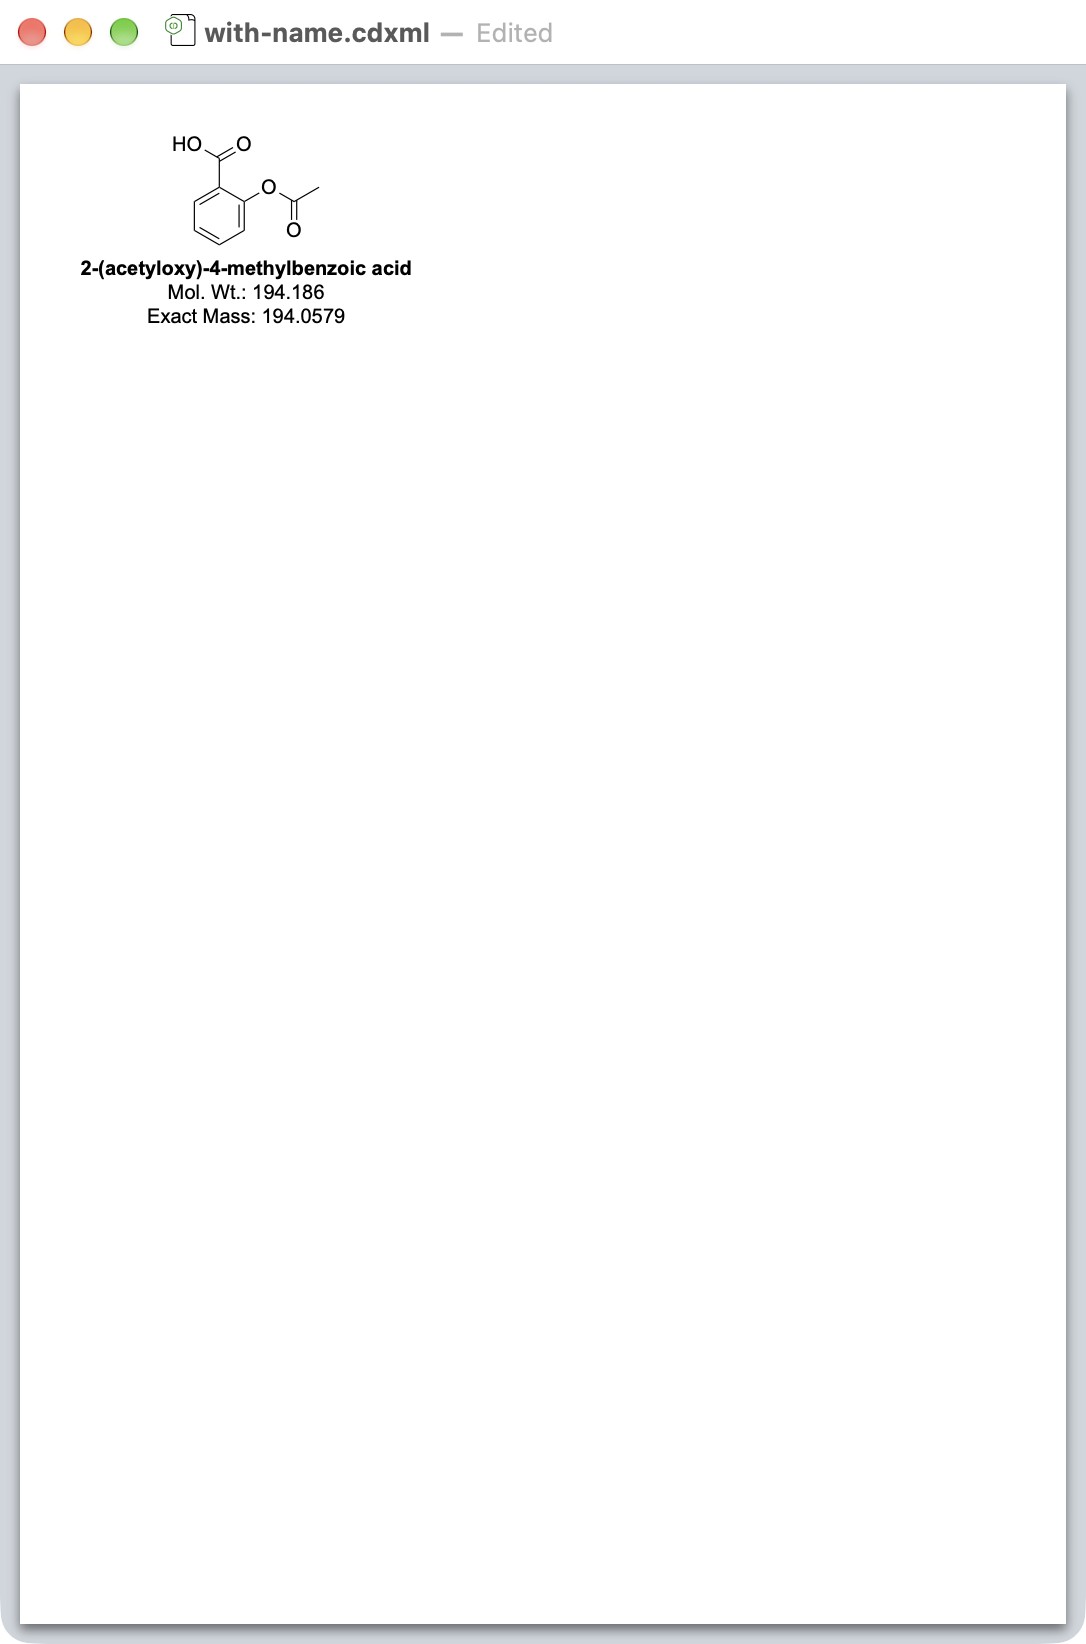 with-name.cdxml — Edited
HO O
O
O
2-(acetyloxy)-4-methylbenzoic acid
Mol. Wt.: 194.186
Exact Mass: 194.0579